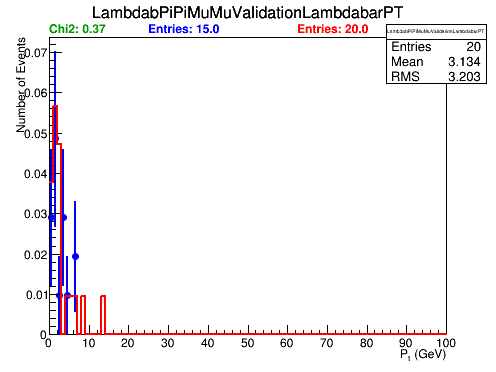 LambdabPiPiMuMuValidationLambdabarPT
Chi2: 0.37 Entries: 15.0 Entries: 20.0
LambdabPiPiMuMuValidationLambdabarPT
Entries 20
Mean 3.134
RMS 3.203
Number of Events
0.07
0.06
0.05
0.04
0.03
0.02
0.01
0
0 10 20 30 40 50 60 70 80 90 100
Pt (GeV)